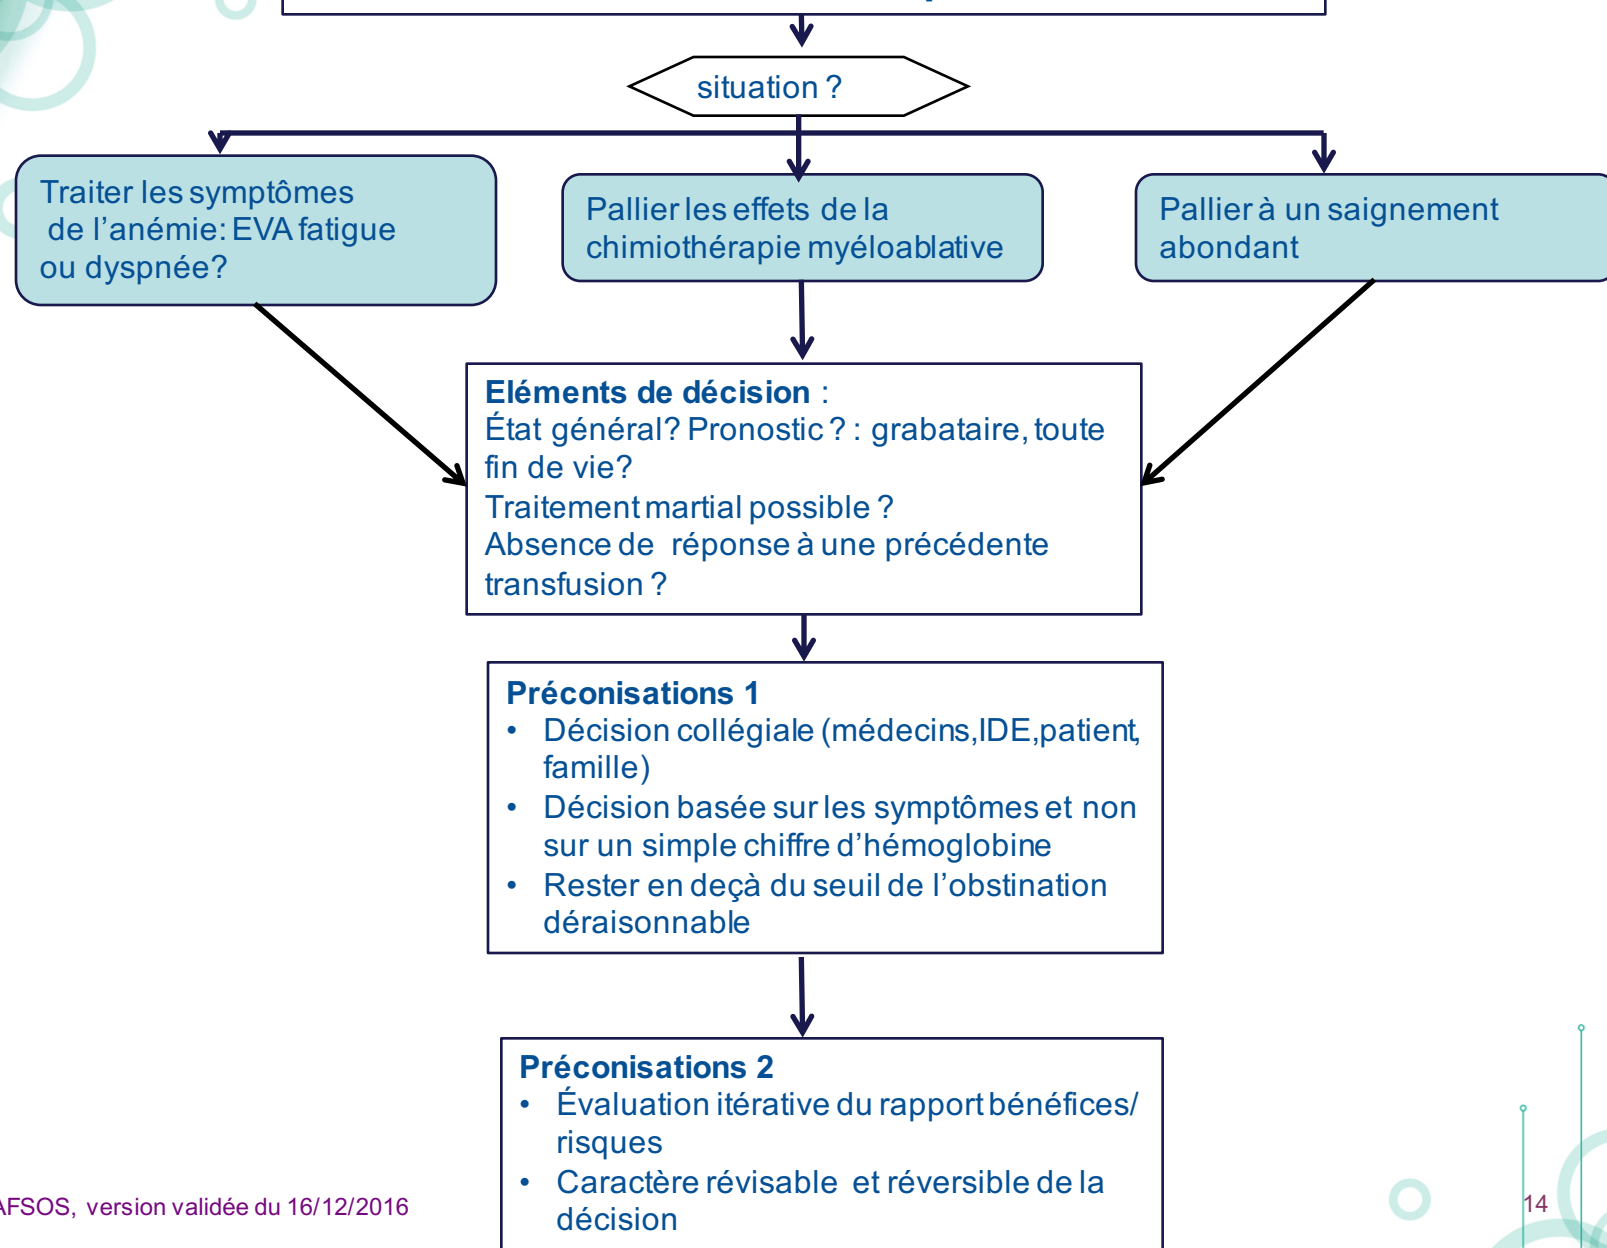 situation ?
Traiter les symptômes
de l’anémie: EVA fatigue
ou dyspnée?
Pallier les effets de la
chimiothérapie myéloablative
Pallier à un saignement
abondant
Eléments de décision :
État général? Pronostic ? : grabataire, toute
fin de vie?
Traitement martial possible ?
Absence de réponse à une précédente
transfusion ?
Préconisations 1
• Décision collégiale (médecins,IDE,patient,
famille)
• Décision basée sur les symptômes et non
sur un simple chiffre d’hémoglobine
• Rester en deçà du seuil de l’obstination
déraisonnable
Préconisations 2
• Évaluation itérative du rapport bénéfices/
risques
• Caractère révisable et réversible de la
décision
AFSOS, version validée du 16/12/2016
14